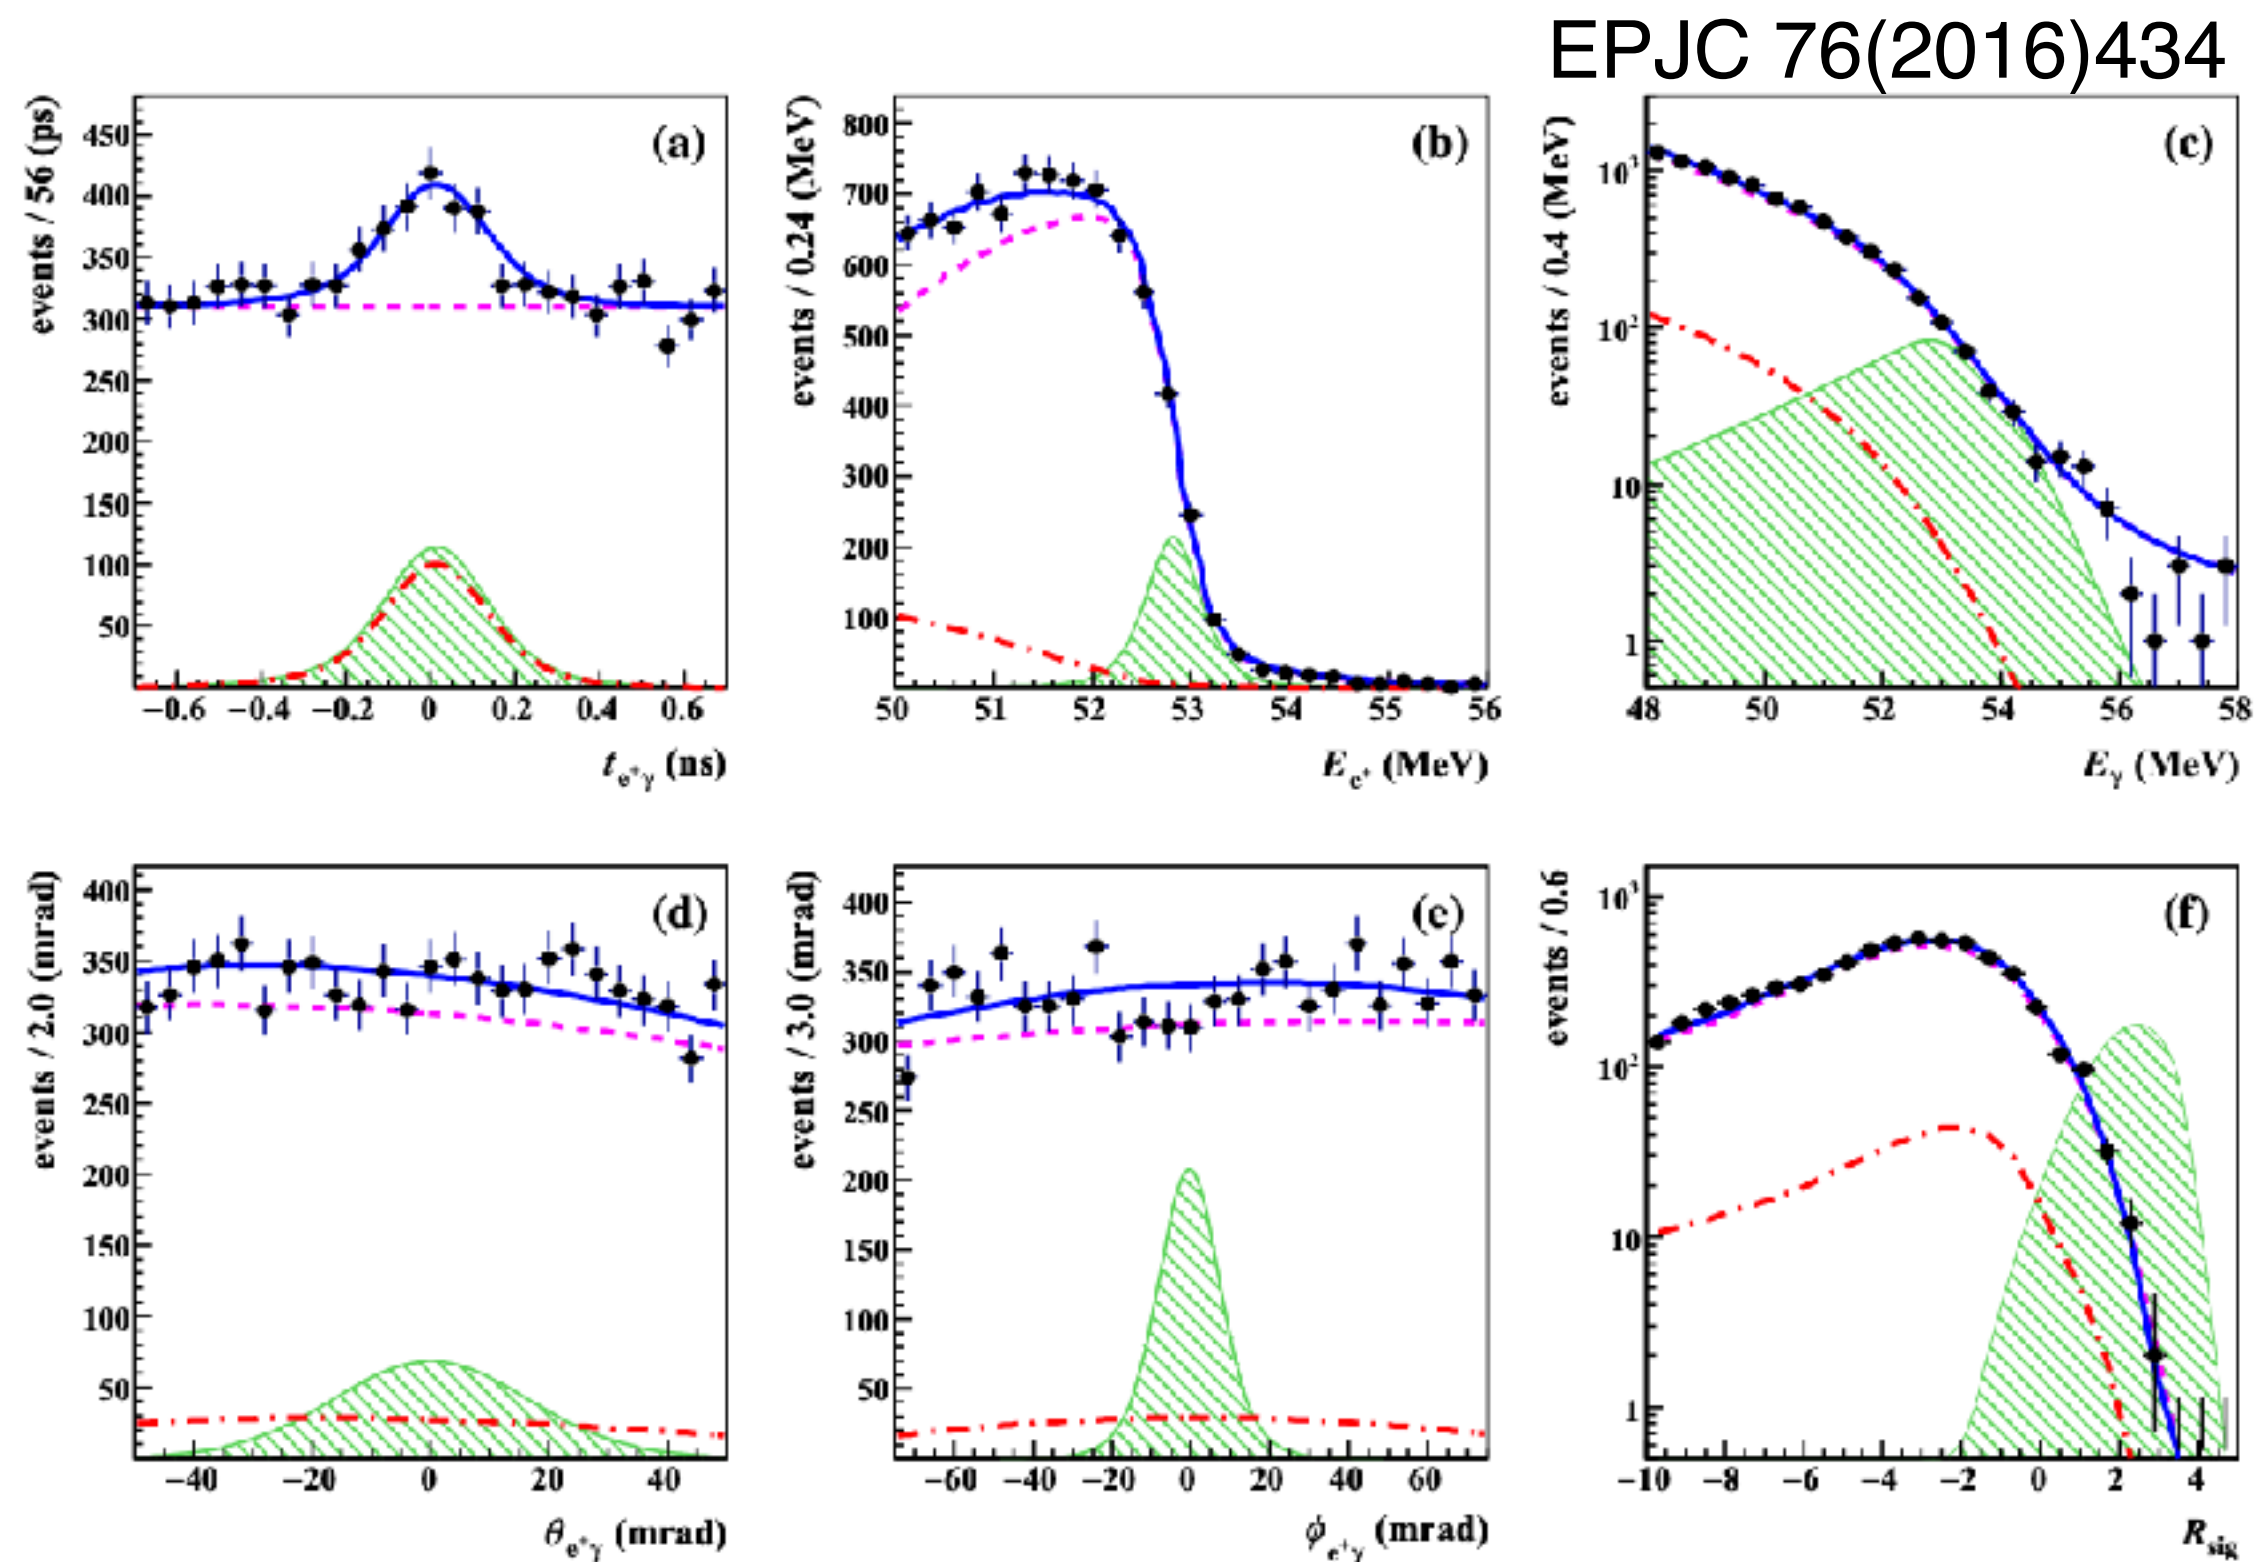 EPJC 76(2016)434
events / 56 (ps)
450
400
350
300
250
200
150
100
50
(a)
−0.6 −0.4 −0.2 0 0.2 0.4 0.6
t e⁺γ (ns)
events / 0.24 (MeV)
800
700
600
500
400
300
200
100
(b)
50 51 52 53 54 55 56
E e⁺ (MeV)
events / 0.4 (MeV)
10³
10²
10
1
(c)
48 50 52 54 56 58
E γ (MeV)
events / 2.0 (mrad)
400
350
300
250
200
150
100
50
(d)
−40 −20 0 20 40
θ e⁺γ (mrad)
events / 3.0 (mrad)
400
350
300
250
200
150
100
50
(e)
−60 −40 −20 0 20 40 60
ϕ e⁺γ (mrad)
events / 0.6
10³
10²
10
1
(f)
−10 −8 −6 −4 −2 0 2 4
R sig